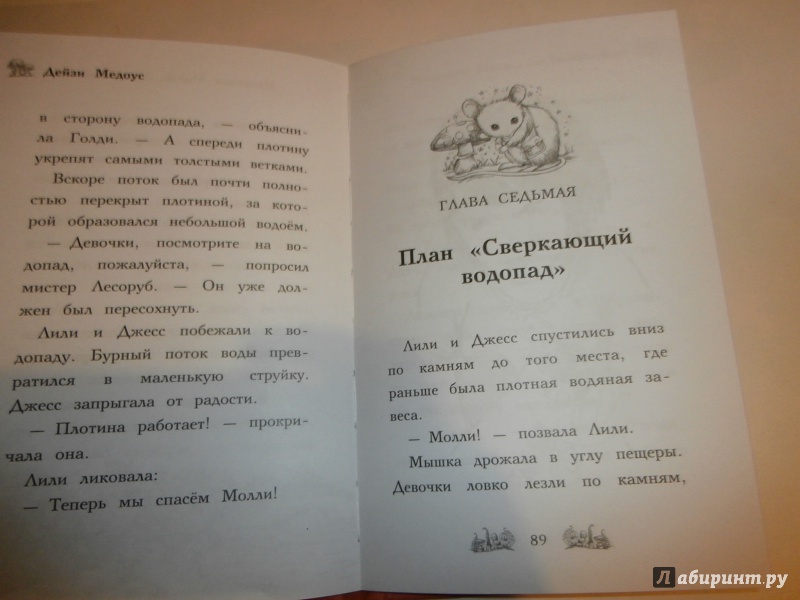 Дейзи Медоус
в сторону водопада, — объясни-
ла Голди. — А спереди плотину
укрепят самыми толстыми ветками.
Вскоре поток был почти полно-
стью перекрыт плотиной, за кото-
рой образовался небольшой водоём.
— Девочки, посмотрите на во-
допад, пожалуйста, — попросил
мистер Лесоруб. — Он уже дол-
жен был пересохнуть.
Лили и Джесс побежали к во-
допаду. Бурный поток воды прев-
ратился в маленькую струйку.
Джесс запрыгала от радости.
— Плотина работает! — прокри-
чала она.
Лили ликовала:
— Теперь мы спасём Молли!
ГЛАВА СЕДЬМАЯ
План «Сверкающий
водопад»
Лили и Джесс спустились вниз
по камням до того места, где
раньше была плотная водяная за-
веса.
— Молли! — позвала Лили.
Мышка дрожала в углу пещеры.
Девочки ловко лезли по камням,
89
Лабиринт.ру